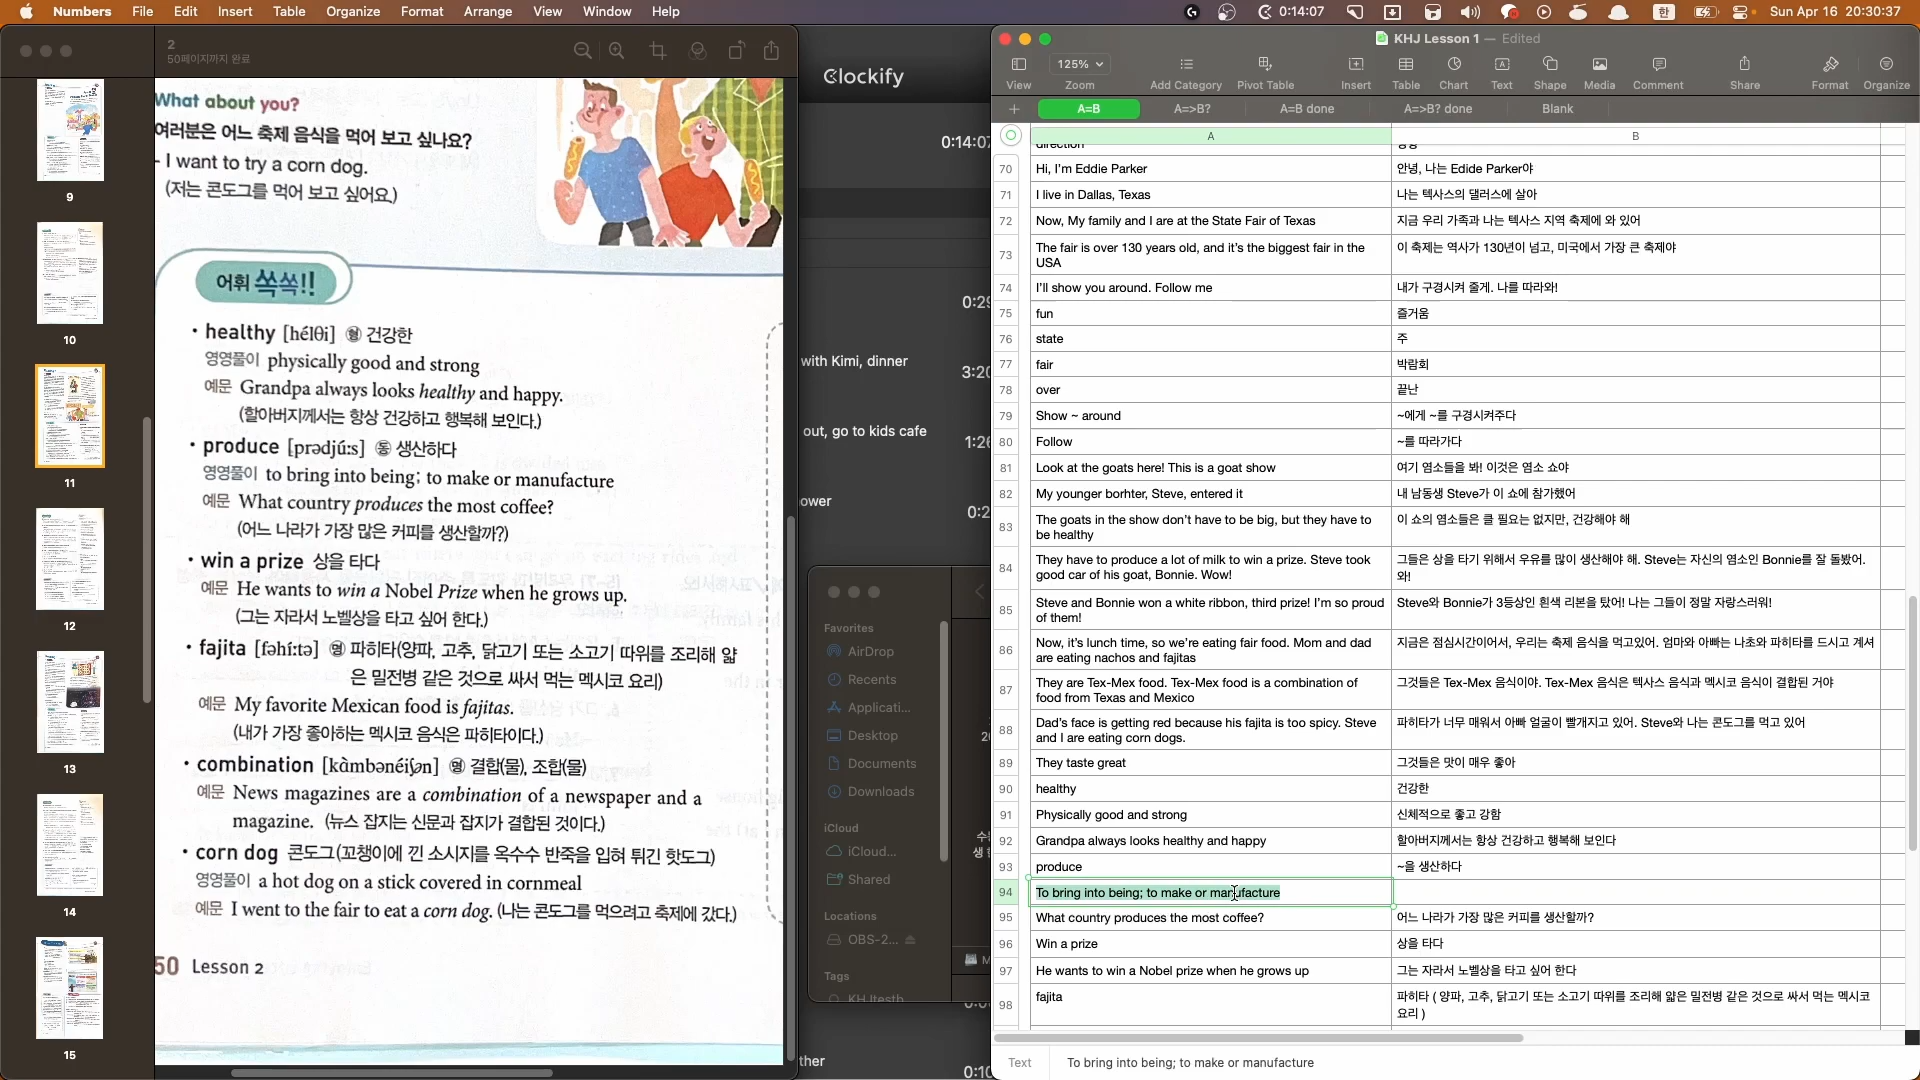 Numbers File Edit Insert Table Organize Format Arrange View Window Help
0:14:07 한 Sun Apr 16 20:30:37
2
50페이지까지 완료
9
10
11
12
13
14
15
What about you?
여러분은 어느 축제 음식을 먹어 보고 싶나요?
- I want to try a corn dog.
(저는 콘도그를 먹어 보고 싶어요.)
어휘 쏙쏙!!
• healthy [hélθi] 형 건강한
영영풀이 physically good and strong
예문 Grandpa always looks healthy and happy.
(할아버지께서는 항상 건강하고 행복해 보인다.)
• produce [prədjúːs] 동 생산하다
영영풀이 to bring into being; to make or manufacture
예문 What country produces the most coffee?
(어느 나라가 가장 많은 커피를 생산할까?)
• win a prize 상을 타다
예문 He wants to win a Nobel Prize when he grows up.
(그는 자라서 노벨상을 타고 싶어 한다.)
• fajita [fəhíːtə] 명 파히타(양파, 고추, 닭고기 또는 소고기 따위를 조리해 얇
은 밀전병 같은 것으로 싸서 먹는 멕시코 요리)
예문 My favorite Mexican food is fajitas.
(내가 가장 좋아하는 멕시코 음식은 파히타이다.)
• combination [kàmbənéiʃən] 명 결합(물), 조합(물)
예문 News magazines are a combination of a newspaper and a
magazine. (뉴스 잡지는 신문과 잡지가 결합된 것이다.)
• corn dog 콘도그(꼬챙이에 낀 소시지를 옥수수 반죽을 입혀 튀긴 핫도그)
영영풀이 a hot dog on a stick covered in cornmeal
예문 I went to the fair to eat a corn dog. (나는 콘도그를 먹으려고 축제에 갔다.)
50 Lesson 2
Clockify
0:14:07
0:29
with Kimi, dinner
3:20
out, go to kids cafe
1:26
ower
0:2
Favorites
AirDrop
Recents
Applicati...
Desktop
Documents
Downloads
iCloud
iCloud...
Shared
Locations
OBS-2...
Tags
KHJtestb
ther
0:10
KHJ Lesson 1 — Edited
125%
View Zoom Add Category Pivot Table Insert Table Chart Text Shape Media Comment Share Format Organize
A=B A=>B? A=B done A=>B? done Blank
A B
direction
70 Hi, I’m Eddie Parker 안녕, 나는 Edide Parker야
71 I live in Dallas, Texas 나는 텍사스의 댈러스에 살아
72 Now, My family and I are at the State Fair of Texas 지금 우리 가족과 나는 텍사스 지역 축제에 와 있어
73 The fair is over 130 years old, and it’s the biggest fair in the 이 축제는 역사가 130년이 넘고, 미국에서 가장 큰 축제야
USA
74 I’ll show you around. Follow me 내가 구경시켜 줄게. 나를 따라와!
75 fun 즐거움
76 state 주
77 fair 박람회
78 over 끝난
79 Show ~ around ~에게 ~를 구경시켜주다
80 Follow ~를 따라가다
81 Look at the goats here! This is a goat show 여기 염소들을 봐! 이것은 염소 쇼야
82 My younger borhter, Steve, entered it 내 남동생 Steve가 이 쇼에 참가했어
83 The goats in the show don’t have to be big, but they have to 이 쇼의 염소들은 클 필요는 없지만, 건강해야 해
be healthy
84 They have to produce a lot of milk to win a prize. Steve took 그들은 상을 타기 위해서 우유를 많이 생산해야 해. Steve는 자신의 염소인 Bonnie를 잘 돌봤어.
good car of his goat, Bonnie. Wow! 와!
85 Steve and Bonnie won a white ribbon, third prize! I’m so proud Steve와 Bonnie가 3등상인 흰색 리본을 탔어! 나는 그들이 정말 자랑스러워!
of them!
86 Now, it’s lunch time, so we’re eating fair food. Mom and dad 지금은 점심시간이어서, 우리는 축제 음식을 먹고있어. 엄마와 아빠는 나초와 파히타를 드시고 계셔
are eating nachos and fajitas
87 They are Tex-Mex food. Tex-Mex food is a combination of 그것들은 Tex-Mex 음식이야. Tex-Mex 음식은 텍사스 음식과 멕시코 음식이 결합된 거야
food from Texas and Mexico
88 Dad’s face is getting red because his fajita is too spicy. Steve 파히타가 너무 매워서 아빠 얼굴이 빨개지고 있어. Steve와 나는 콘도그를 먹고 있어
and I are eating corn dogs.
89 They taste great 그것들은 맛이 매우 좋아
90 healthy 건강한
91 Physically good and strong 신체적으로 좋고 강함
92 Grandpa always looks healthy and happy 할아버지께서는 항상 건강하고 행복해 보인다
93 produce ~을 생산하다
94 To bring into being; to make or manufacture
95 What country produces the most coffee? 어느 나라가 가장 많은 커피를 생산할까?
96 Win a prize 상을 타다
97 He wants to win a Nobel prize when he grows up 그는 자라서 노벨상을 타고 싶어 한다
98 fajita 파히타 ( 양파, 고추, 닭고기 또는 소고기 따위를 조리해 얇은 밀전병 같은 것으로 싸서 먹는 멕시코
요리 )
Text To bring into being; to make or manufacture